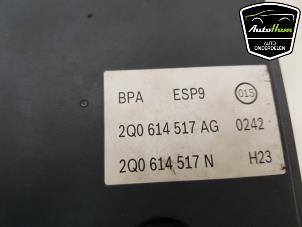 AutoHam
AUTO-ONDERDELEN
BPA ESP9 01S
2Q0 614 517 AG 0242
2Q0 614 517 N H23